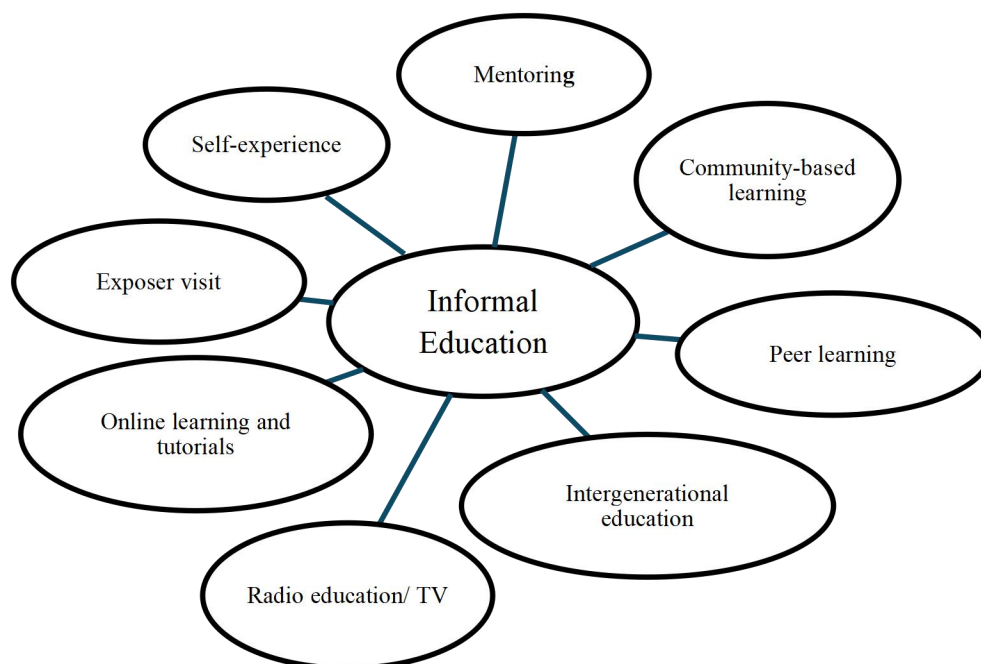 Mentoring
Self-experience
Community-based
learning
Exposer visit
Informal
Education
Peer learning
Online learning and
tutorials
Intergenerational
education
Radio education/ TV